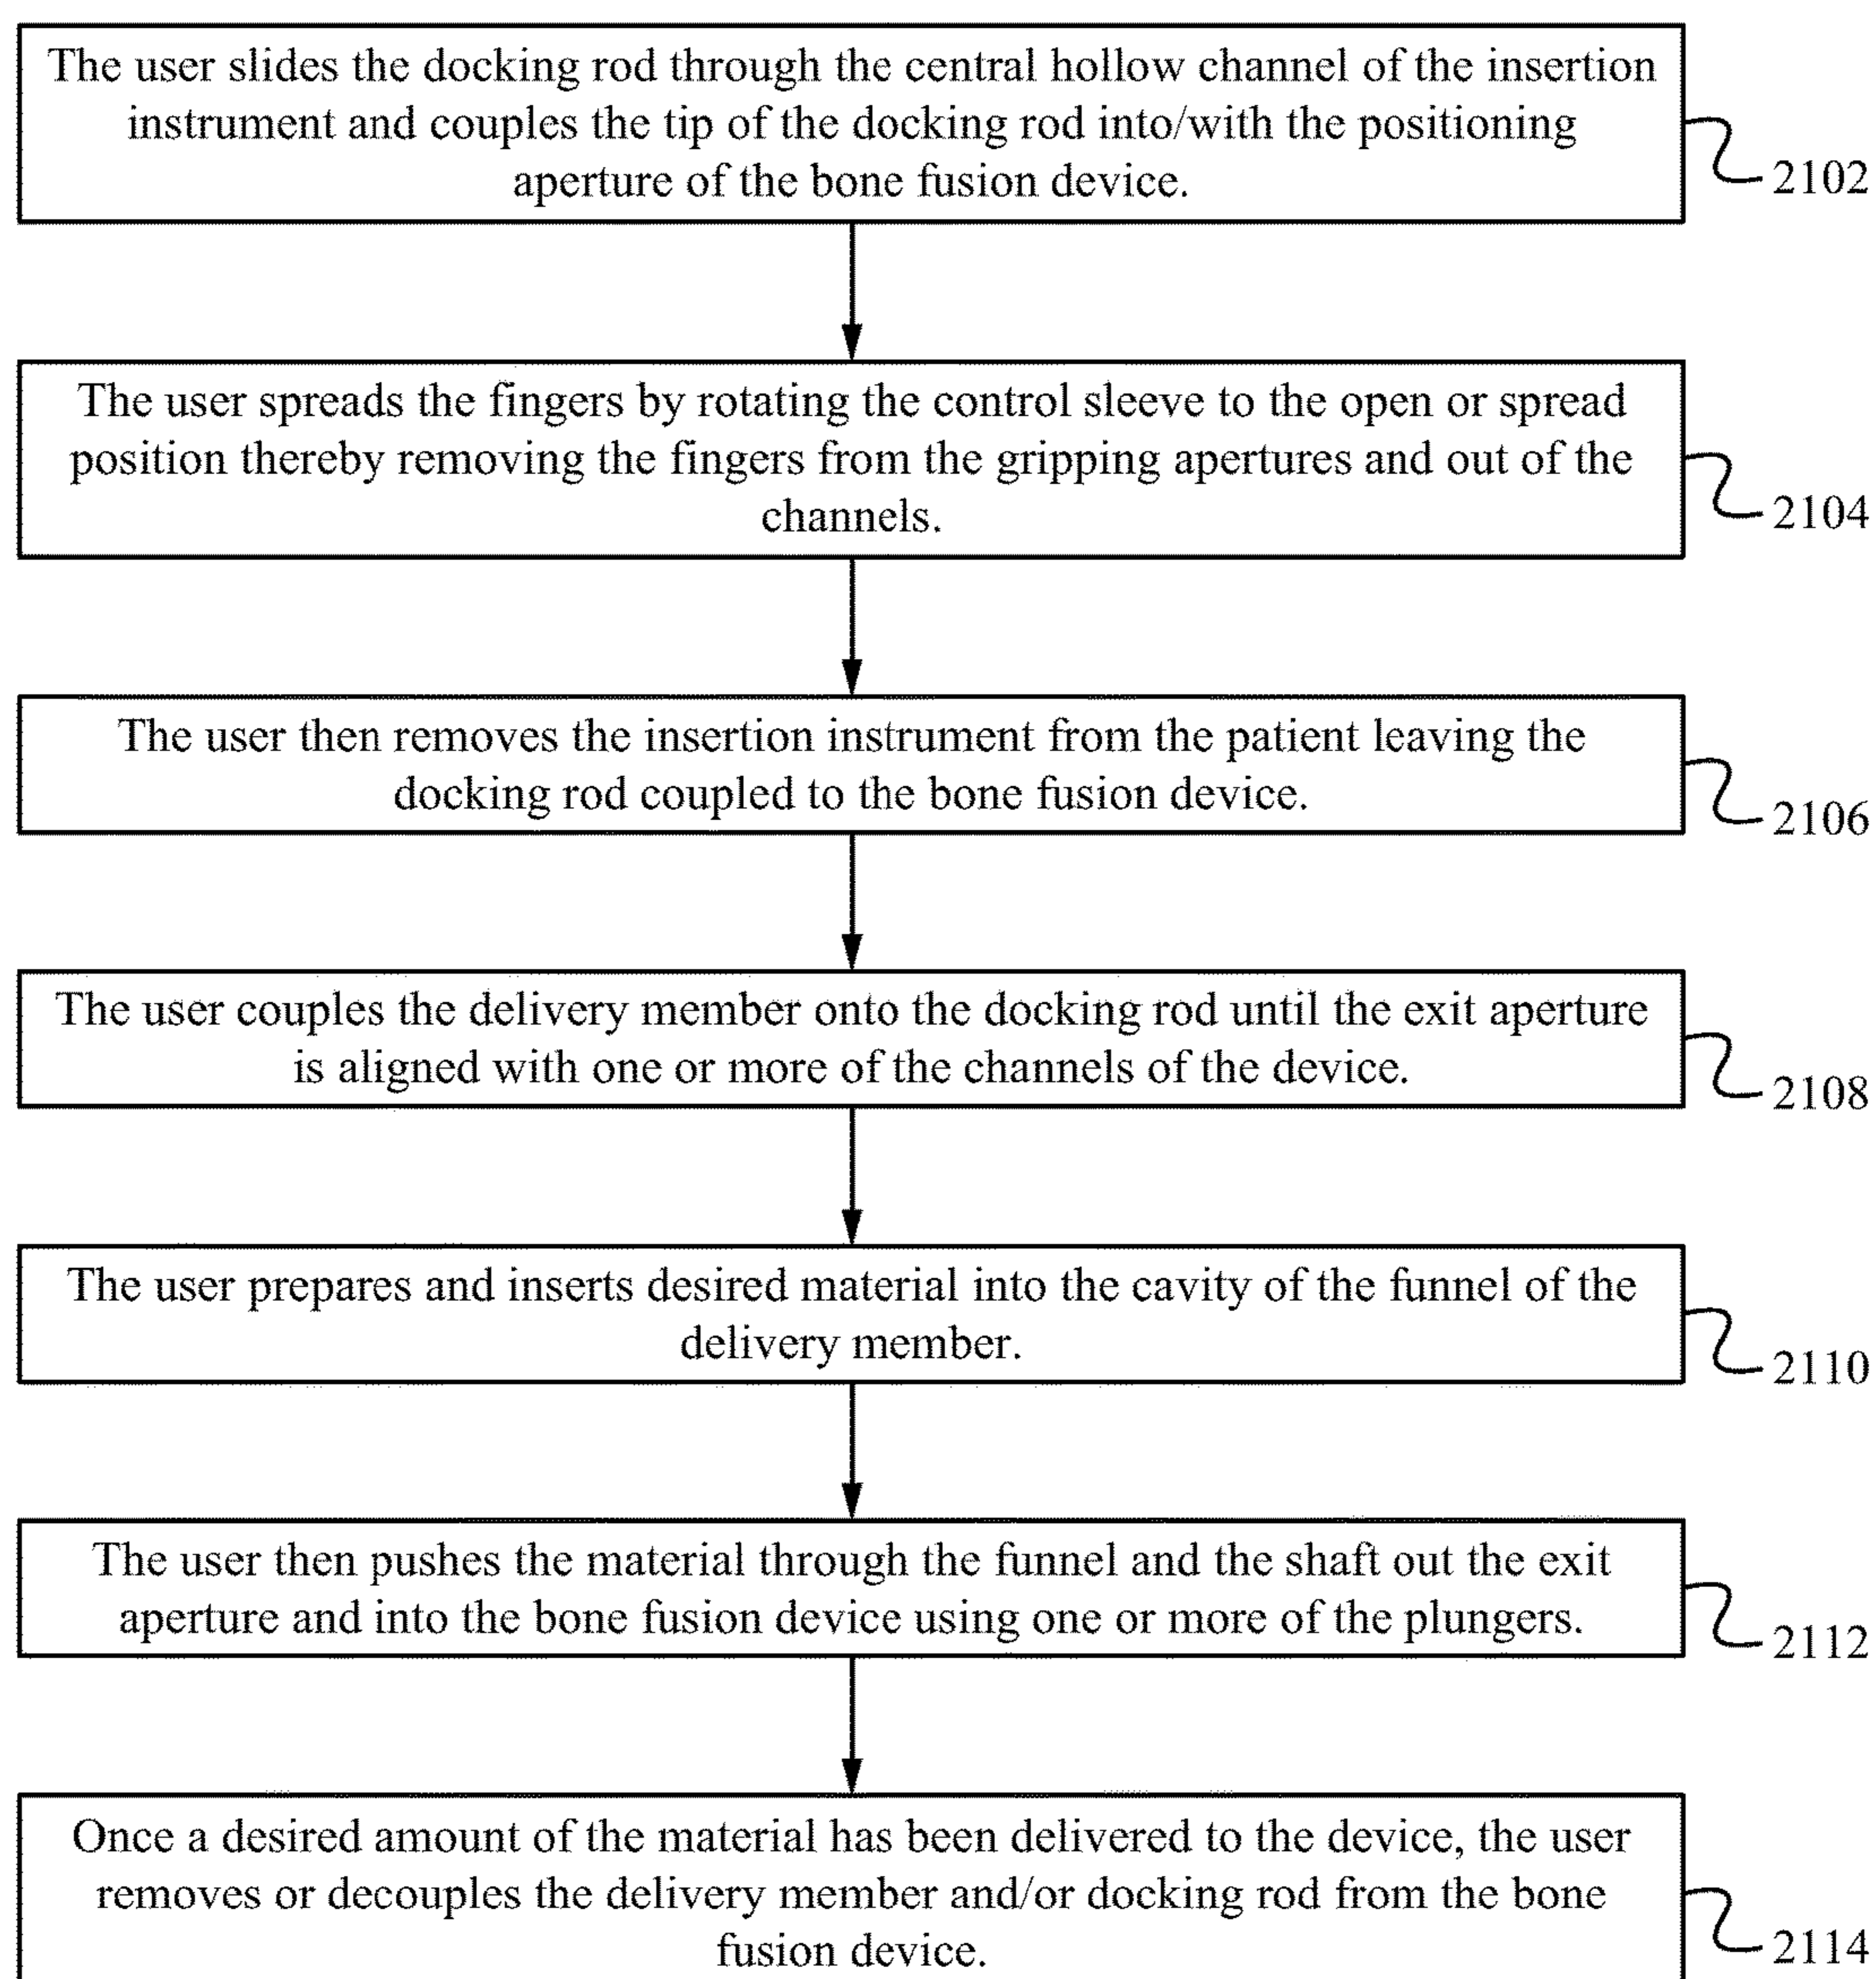 The user slides the docking rod through the central hollow channel of the insertion
instrument and couples the tip of the docking rod into/with the positioning
aperture of the bone fusion device.
2102
The user spreads the fingers by rotating the control sleeve to the open or spread
position thereby removing the fingers from the gripping apertures and out of the
channels.
2104
The user then removes the insertion instrument from the patient leaving the
docking rod coupled to the bone fusion device.
2106
The user couples the delivery member onto the docking rod until the exit aperture
is aligned with one or more of the channels of the device.
2108
The user prepares and inserts desired material into the cavity of the funnel of the
delivery member.
2110
The user then pushes the material through the funnel and the shaft out the exit
aperture and into the bone fusion device using one or more of the plungers.
2112
Once a desired amount of the material has been delivered to the device, the user
removes or decouples the delivery member and/or docking rod from the bone
fusion device.
2114